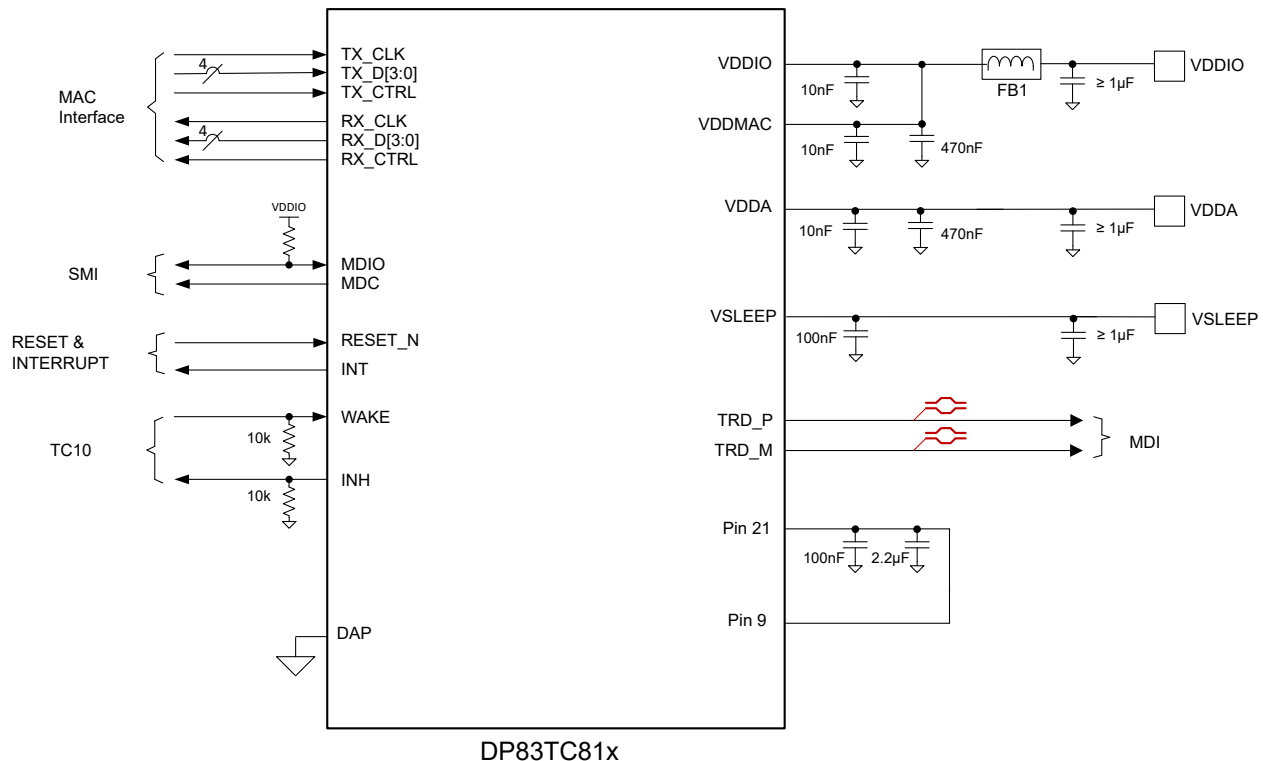 TX_CLK
4
TX_D[3:0]
TX_CTRL
MAC
Interface
RX_CLK
4
RX_D[3:0]
RX_CTRL
VDDIO
SMI
MDIO
MDC
RESET &
INTERRUPT
RESET_N
INT
TC10
WAKE
10k
INH
10k
DAP
VDDIO
10nF
FB1
≥ 1µF
VDDIO
VDDMAC
10nF
470nF
VDDA
10nF
470nF
≥ 1µF
VDDA
VSLEEP
100nF
≥ 1µF
VSLEEP
TRD_P
TRD_M
MDI
Pin 21
100nF
2.2µF
Pin 9
DP83TC81x